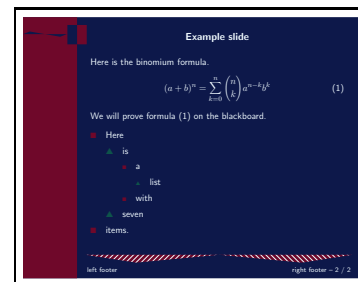 Example slide
Here is the binomium formula.
(a + b)^n = \sum_{k=0}^{n} \binom{n}{k} a^{n-k} b^k (1)
We will prove formula (1) on the blackboard.
Here
is
a
list
with
seven
items.
left footer right footer – 2 / 2